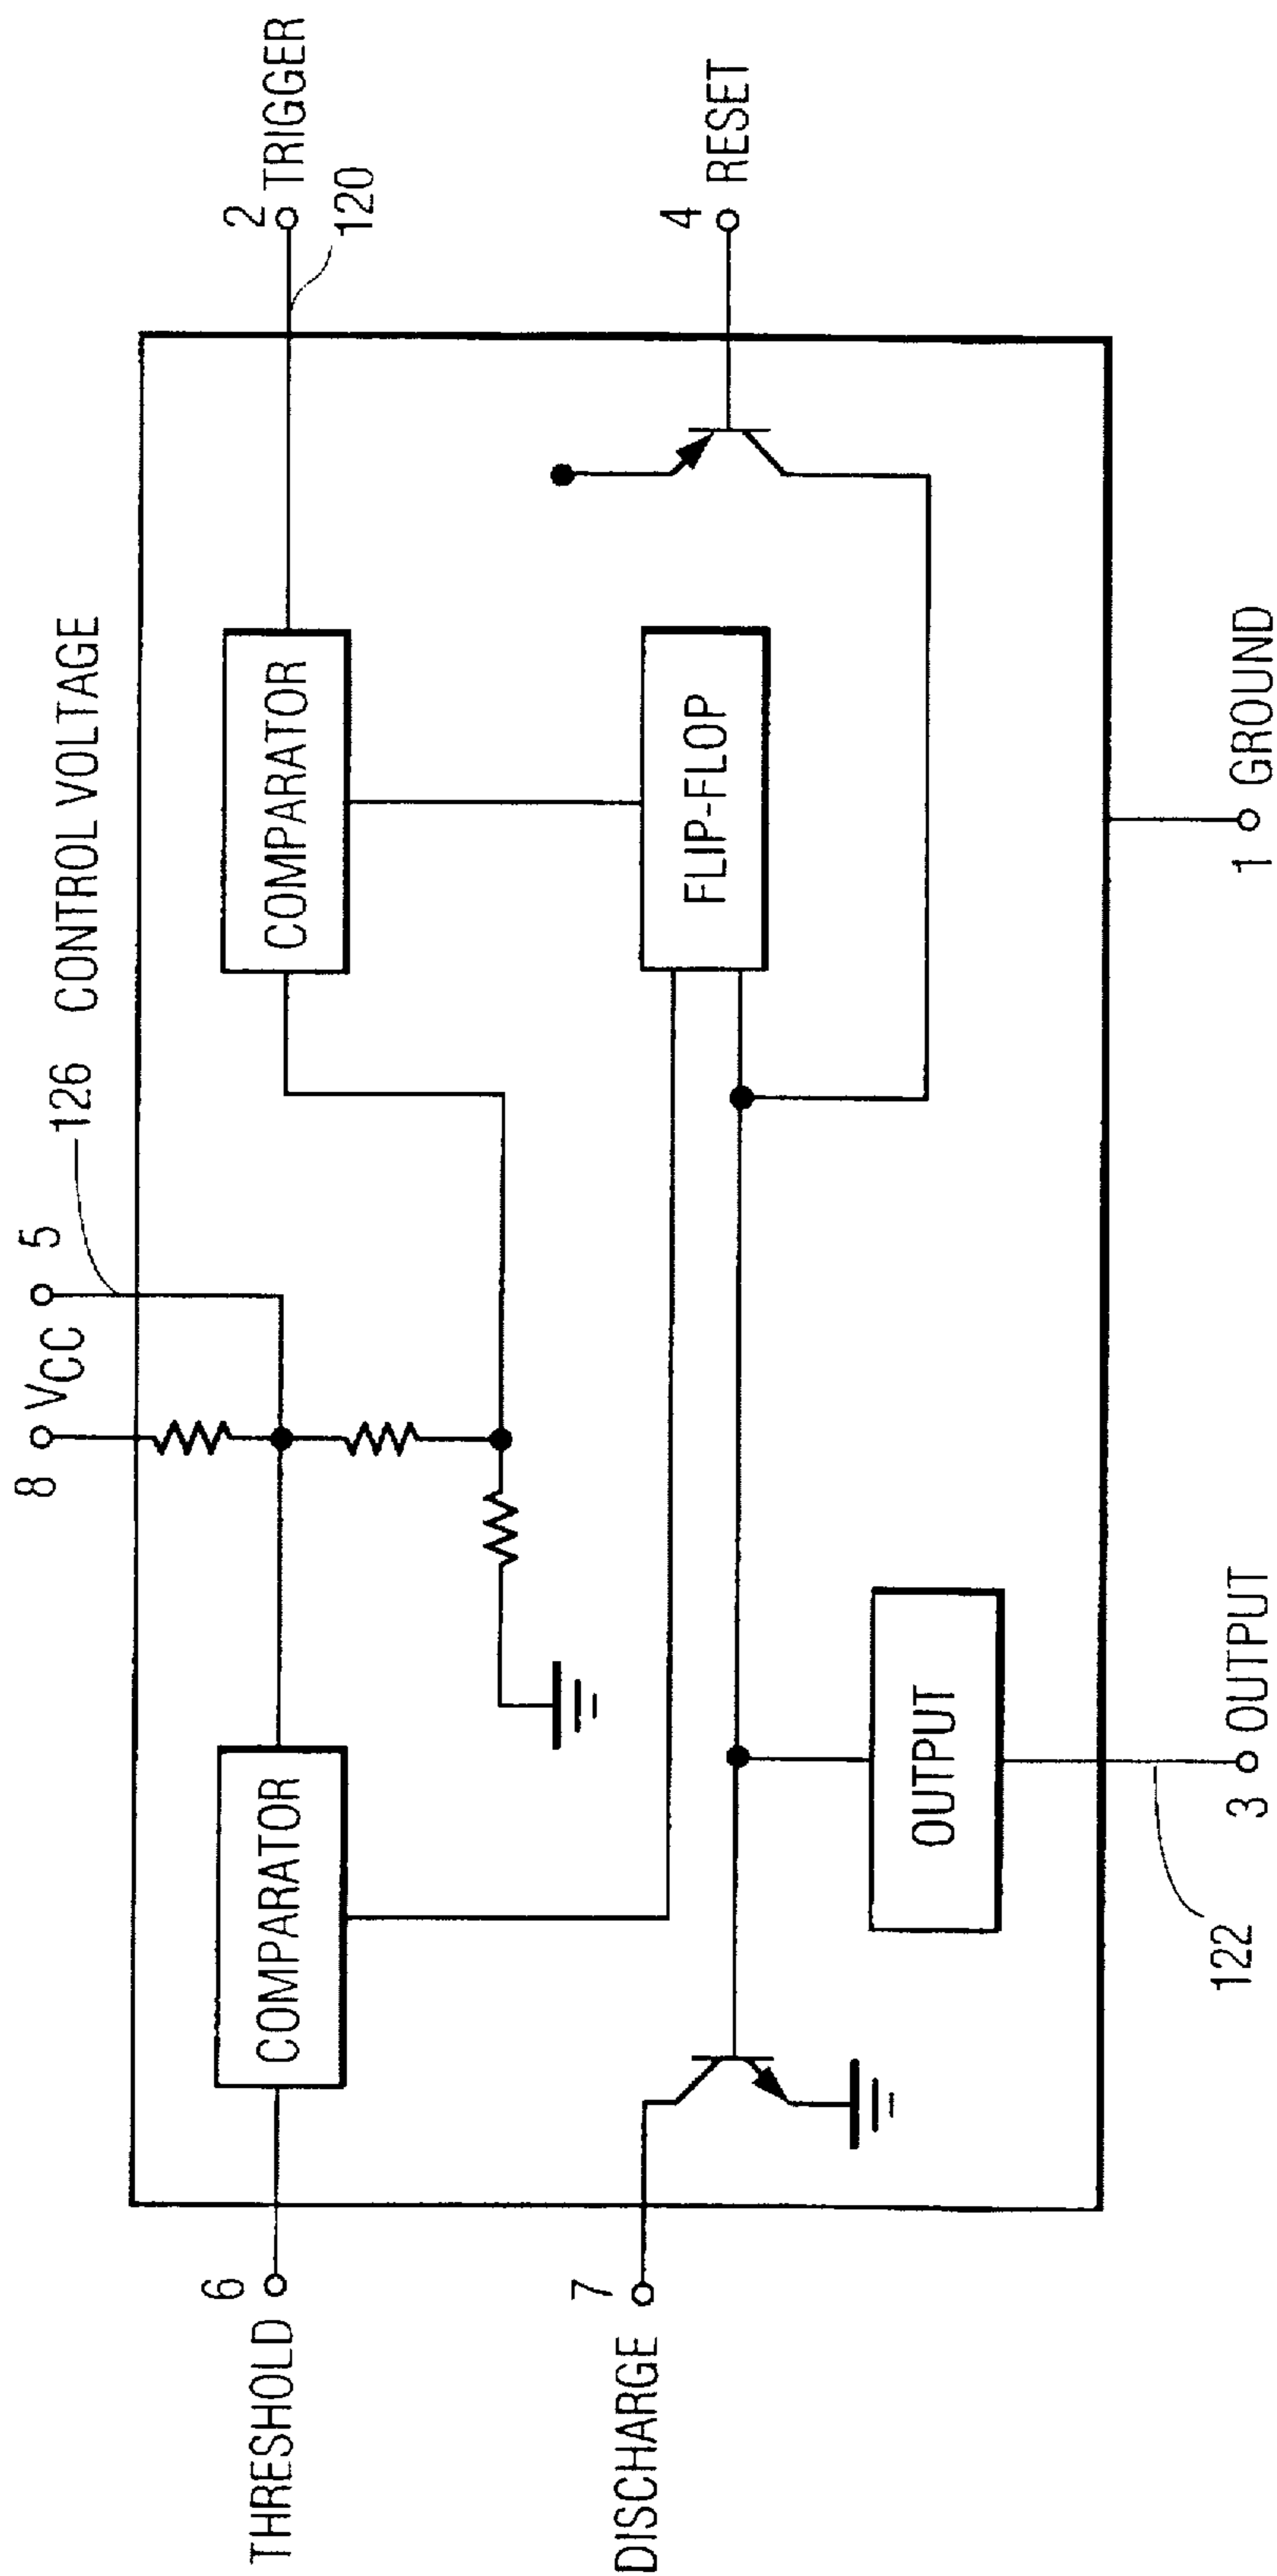 8 VCC 5
126 CONTROL VOLTAGE
6
THRESHOLD
COMPARATOR
COMPARATOR
2
TRIGGER
120
7
DISCHARGE
FLIP-FLOP
4
RESET
OUTPUT
122
3 OUTPUT
1 GROUND